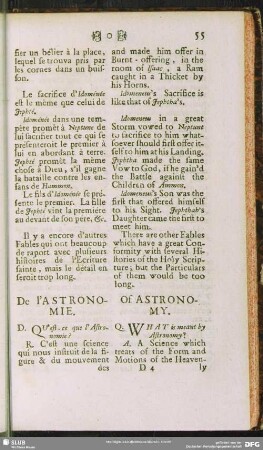 55
fier un bélier à la place,
lequel se trouva pris par
les cornes dans un buis-
son.
Le sacrifice d'Idoménée
est le même que celui de
Jephté.
Idoménée dans une tem-
pête promèt à Neptune de
lui sacrifier tout ce qui se
présenteroit le premier à
lui en abordant à terre.
Jephté promit la même
chose à Dieu, s'il gagne
la bataille contre les en-
fans de Hammon.
Le fils d'Idoménée se pré-
sente le premier. La fille
de Jephté vint la première
au devant de son père, &c.
Il y a encore d'autres
Fables qui ont beaucoup
de raport avec plusieurs
histoires de l'Ecriture
sainte, mais le détail en
seroit trop long.
De l'ASTRONO-
MIE.
D. Qu'est-ce que l'Astro-
nomie?
R. C'est une science
qui nous instruit de la fi-
gure & du mouvement
des
and made him offer in
Burnt-offering, in the
room of Isaac, a Ram
caught in a Thicket by
his Horns.
Idomeneus's Sacrifice is
like that of Jephtha's.
Idomeneus in a great
Storm vowed to Neptune
to sacrifice to him what-
soever should first offer it-
self to him at his Landing.
Jephtha made the same
Vow to God, if he gain'd
the Battle against the
Children of Ammon.
Idomeneus's Son was the
first that offered himself
to his Sight. Jephthah's
Daughter came the first to
meet him.
There are other Fables
which have a great Con-
formity with several Hi-
stories of the Holy Scrip-
ture; but the Particulars
of them would be too
long.
Of ASTRONO-
MY.
Q. WHAT is meant by
Astronomy?
A. A Science which
treats of the Form and
Motions of the Heaven-
D 4
ly
SLUB